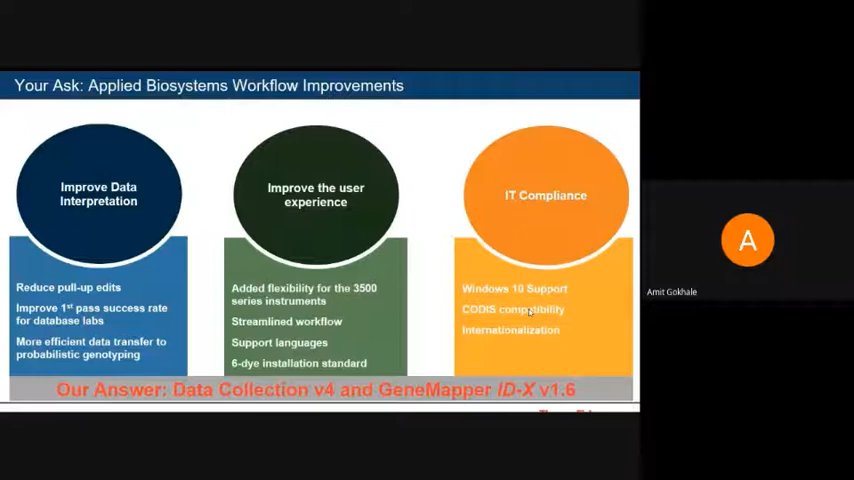 Your Ask: Applied Biosystems Workflow Improvements
Improve Data
Interpretation
Reduce pull-up edits
Improve 1st pass success rate
for database labs
More efficient data transfer to
probabilistic genotyping
Improve the user
experience
Added flexibility for the 3500
series instruments
Streamlined workflow
Support languages
6-dye installation standard
IT Compliance
Windows 10 Support
CODIS compatibility
Internationalization
Our Answer: Data Collection v4 and GeneMapper ID-X v1.6
A
Amit Gokhale